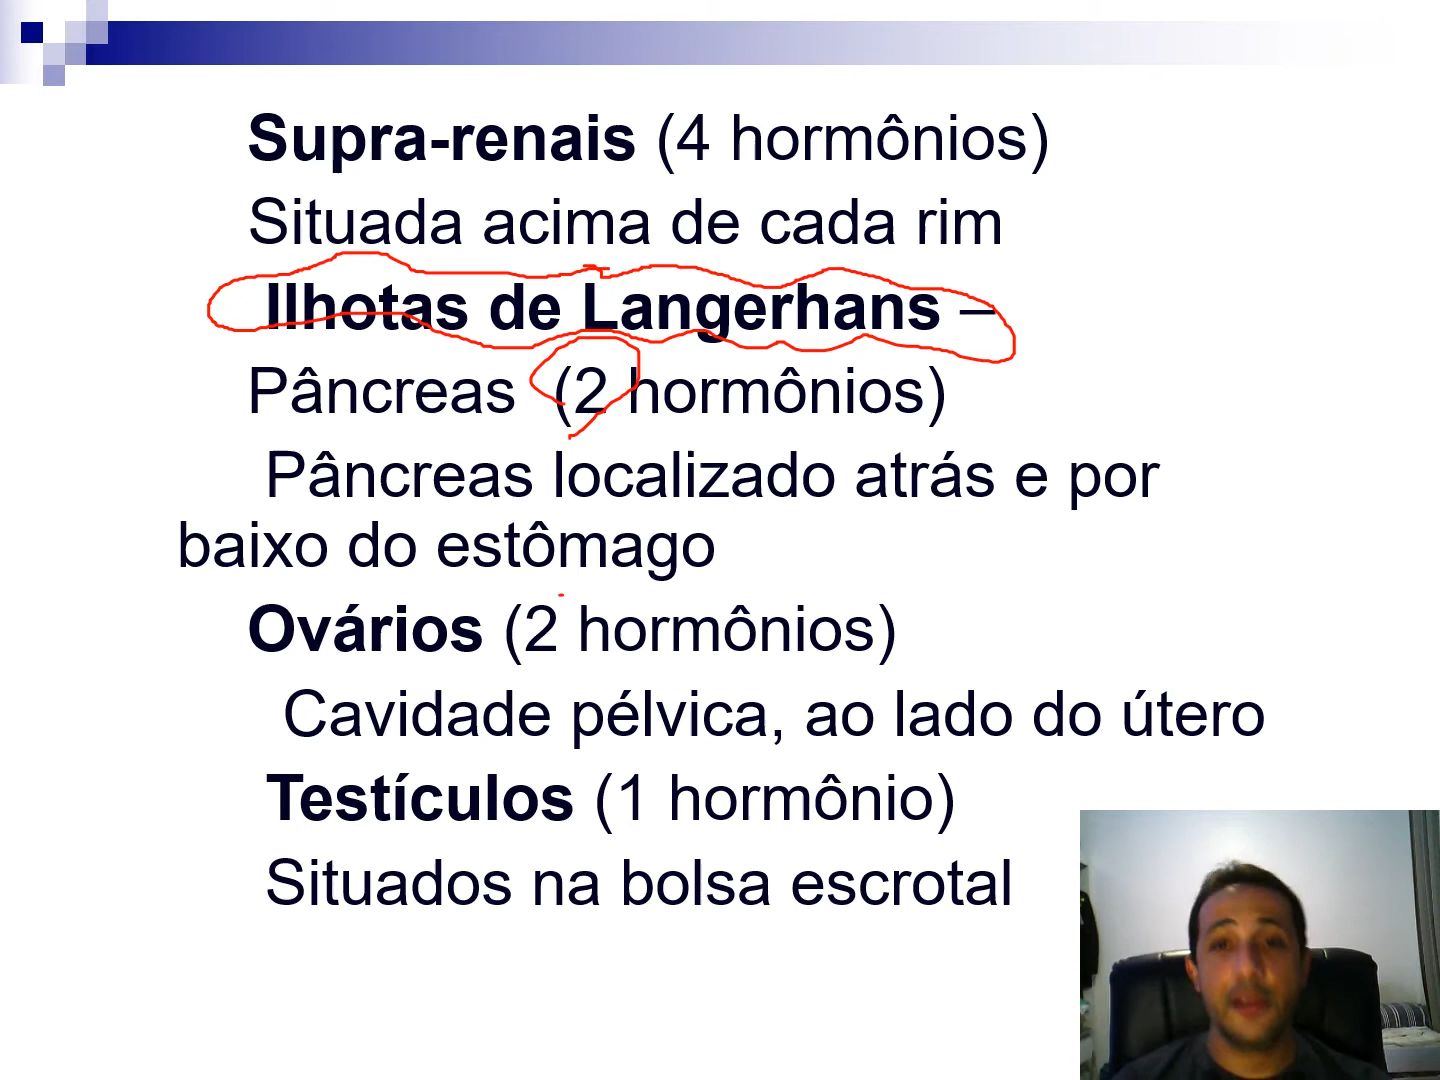 Supra-renais (4 hormônios)
Situada acima de cada rim
Ilhotas de Langerhans –
Pâncreas (2 hormônios)
Pâncreas localizado atrás e por
baixo do estômago
Ovários (2 hormônios)
Cavidade pélvica, ao lado do útero
Testículos (1 hormônio)
Situados na bolsa escrotal